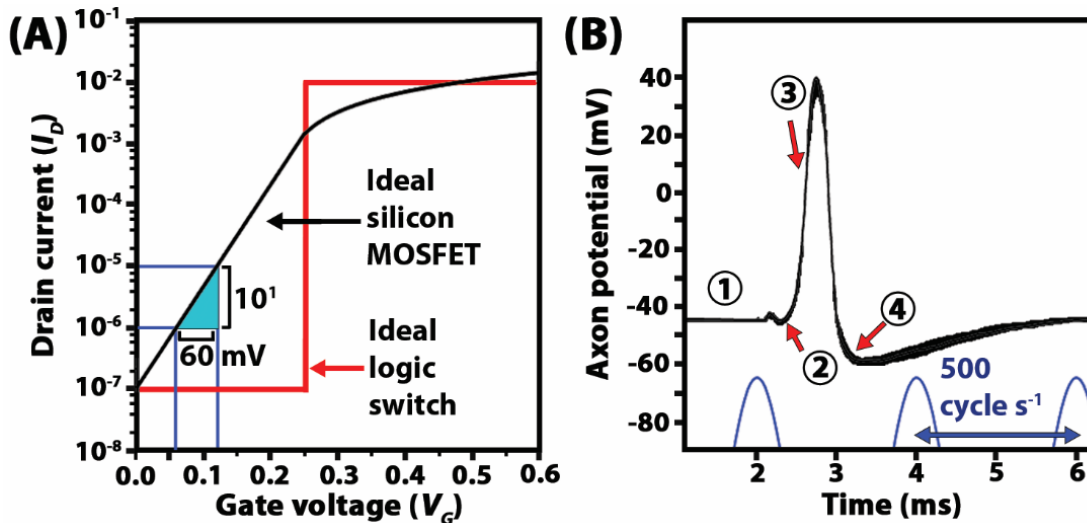 (A)
Drain current (I_D)
10⁻¹
10⁻²
10⁻³
10⁻⁴
10⁻⁵
10⁻⁶
10⁻⁷
10⁻⁸
Ideal
silicon
MOSFET
10¹
60 mV
Ideal
logic
switch
0.0 0.1 0.2 0.3 0.4 0.5 0.6
Gate voltage (V_G)
(B)
Axon potential (mV)
40
20
0
-20
-40
-60
-80
③
①
②
④
500
cycle s⁻¹
2 3 4 5 6
Time (ms)